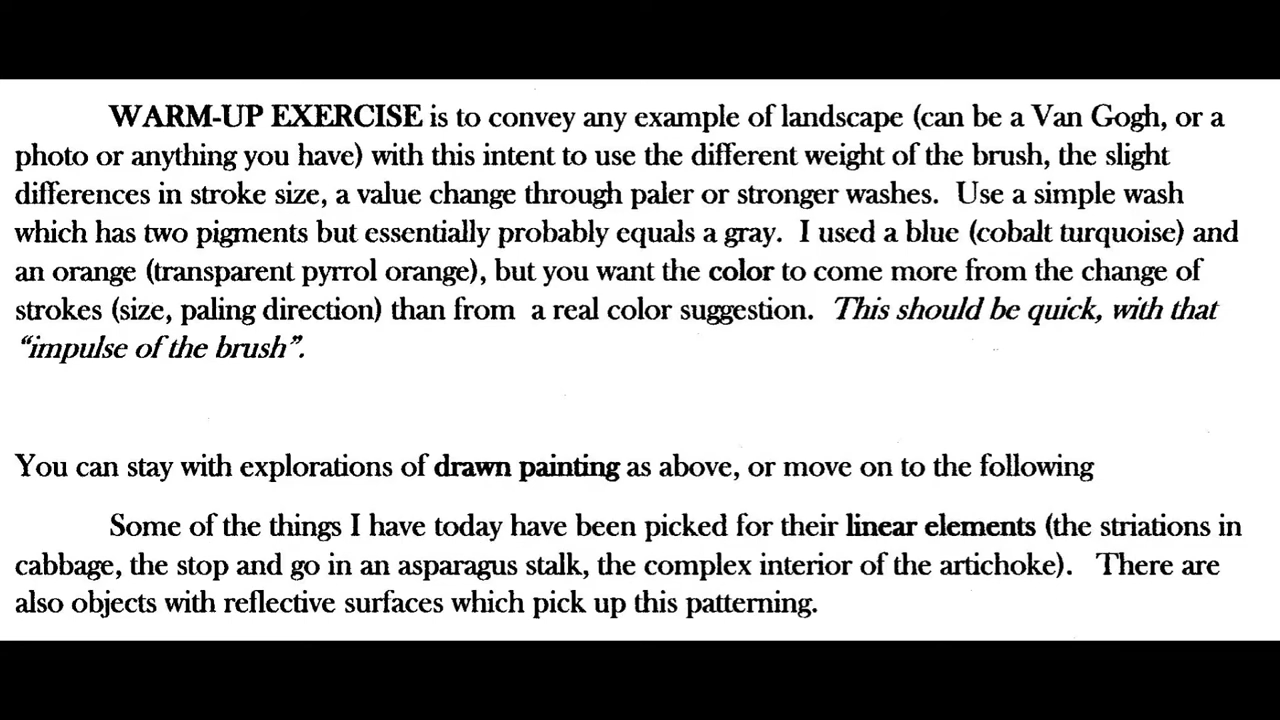 WARM-UP EXERCISE is to convey any example of landscape (can be a Van Gogh, or a
photo or anything you have) with this intent to use the different weight of the brush, the slight
differences in stroke size, a value change through paler or stronger washes.  Use a simple wash
which has two pigments but essentially probably equals a gray.  I used a blue (cobalt turquoise) and
an orange (transparent pyrrol orange), but you want the color to come more from the change of
strokes (size, paling direction) than from  a real color suggestion.  This should be quick, with that
“impulse of the brush”.
You can stay with explorations of drawn painting as above, or move on to the following
Some of the things I have today have been picked for their linear elements (the striations in
cabbage, the stop and go in an asparagus stalk, the complex interior of the artichoke).   There are
also objects with reflective surfaces which pick up this patterning.